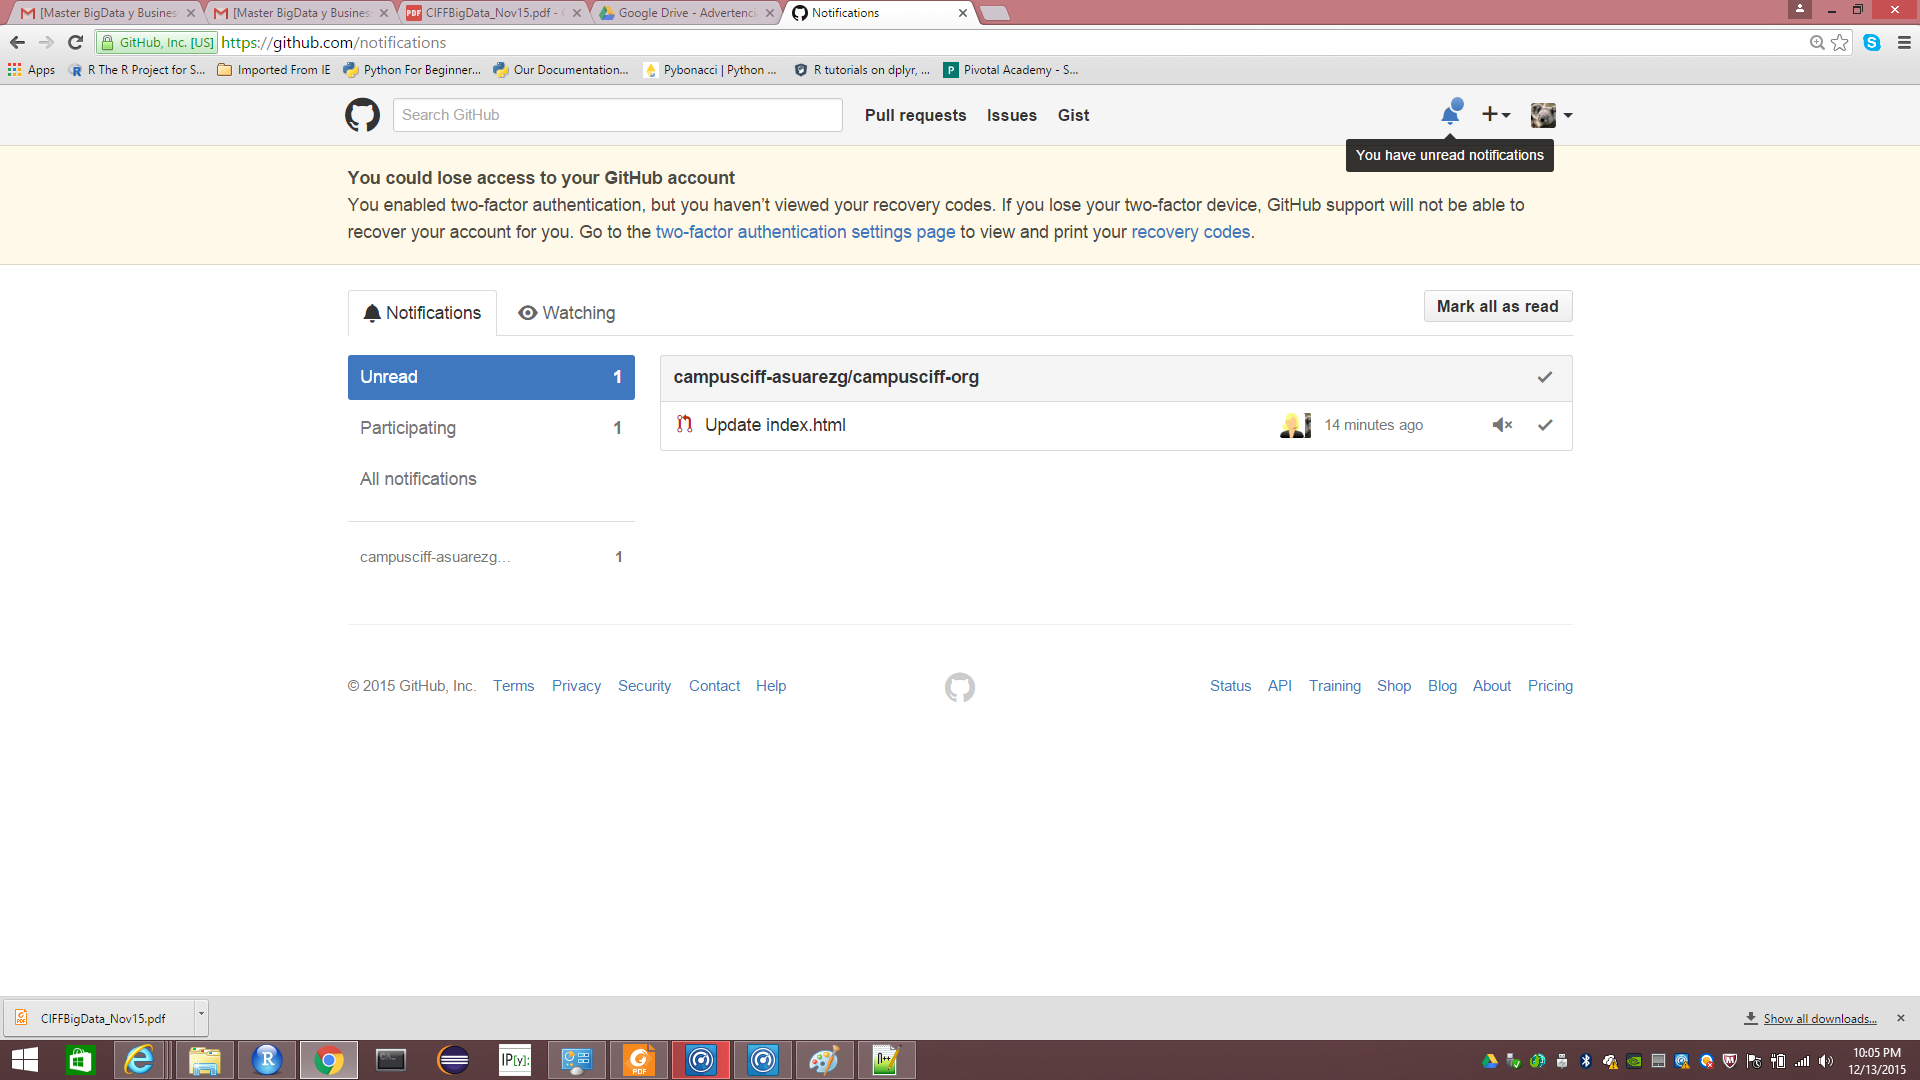 [Master BigData y Busines
[Master BigData y Busines
PDF CIFFBigData_Nov15.pdf -
Google Drive - Advertenci
Notifications
GitHub, Inc. [US] https://github.com/notifications
Apps
R The R Project for S...
Imported From IE
Python For Beginner...
Our Documentation...
Pybonacci | Python ...
R tutorials on dplyr, ...
P Pivotal Academy - S...
Search GitHub
Pull requests Issues Gist
You have unread notifications
You could lose access to your GitHub account
You enabled two-factor authentication, but you haven’t viewed your recovery codes. If you lose your two-factor device, GitHub support will not be able to
recover your account for you. Go to the two-factor authentication settings page to view and print your recovery codes.
Notifications Watching
Mark all as read
Unread 1
Participating 1
All notifications
campusciff-asuarezg... 1
campusciff-asuarezg/campusciff-org
Update index.html 14 minutes ago
© 2015 GitHub, Inc. Terms Privacy Security Contact Help
Status API Training Shop Blog About Pricing
CIFFBigData_Nov15.pdf
Show all downloads...
R
IP[y]:
PDF
n++
10:05 PM
12/13/2015